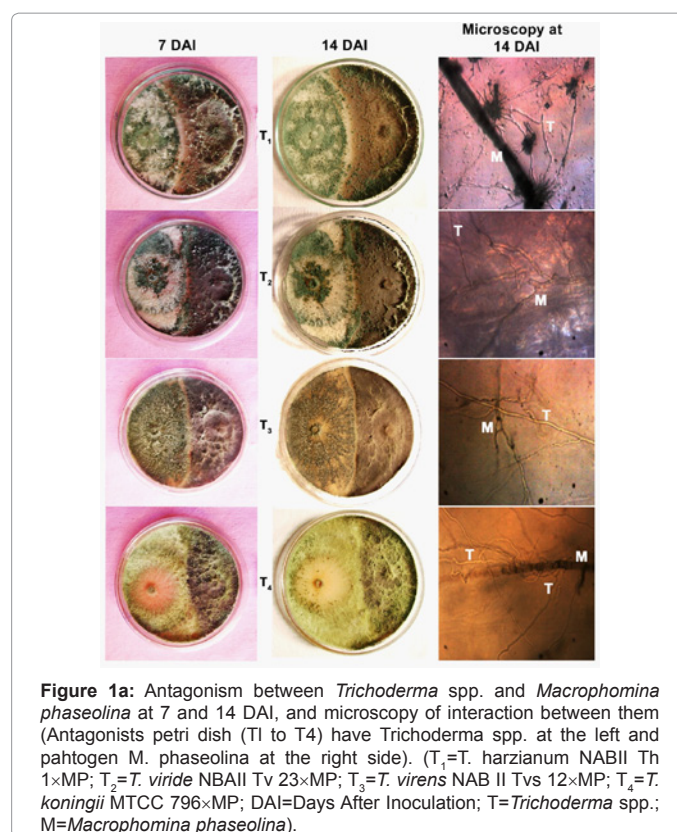 7 DAI 14 DAI Microscopy at 14 DAI
T1
T
M
T2
T
M
T3
T
M
T4
T
M
T
Figure 1a: Antagonism between Trichoderma spp. and Macrophomina
phaseolina at 7 and 14 DAI, and microscopy of interaction between them
(Antagonists petri dish (TI to T4) have Trichoderma spp. at the left and
pahtogen M. phaseolina at the right side). (T1=T. harzianum NABII Th
1×MP; T2=T. viride NBAII Tv 23×MP; T3=T. virens NAB II Tvs 12×MP; T4=T.
koningii MTCC 796×MP; DAI=Days After Inoculation; T=Trichoderma spp.;
M=Macrophomina phaseolina).